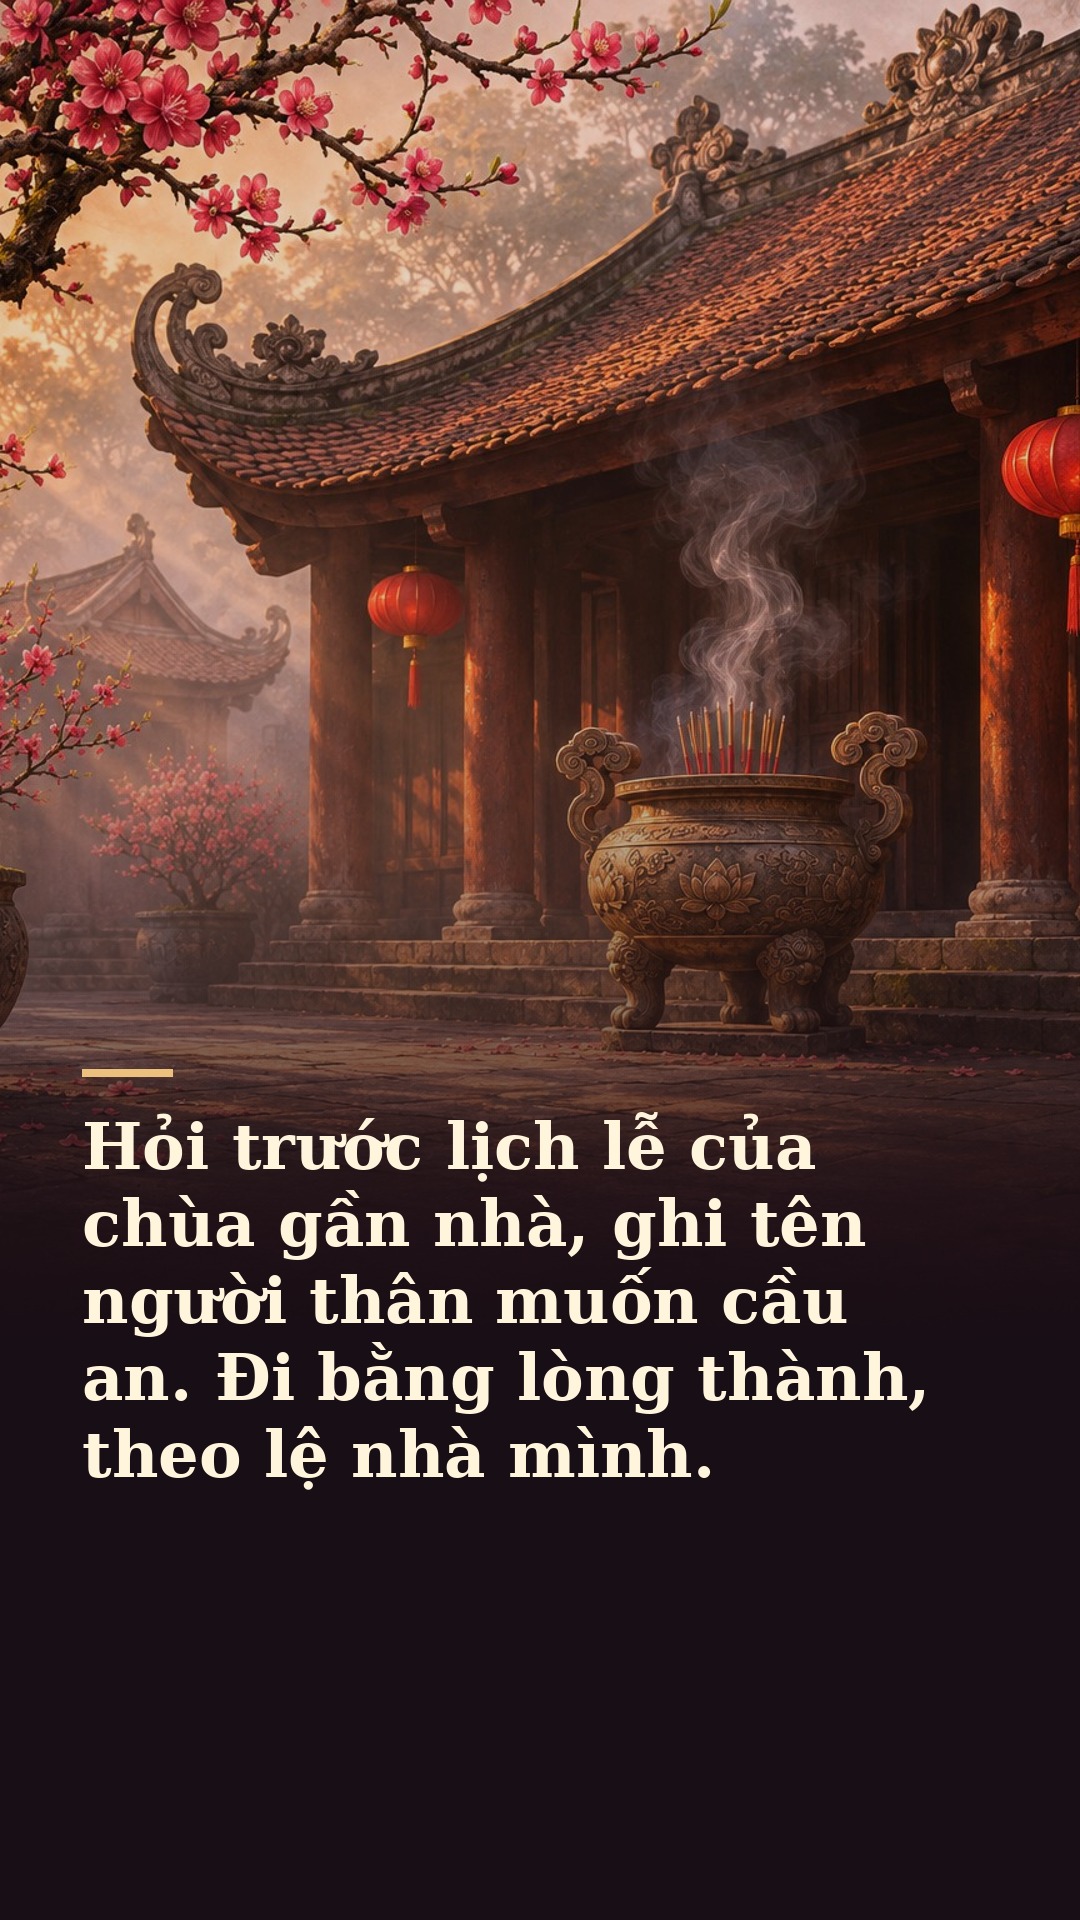 Hỏi trước lịch lễ của
chùa gần nhà, ghi tên
người thân muốn cầu
an. Đi bằng lòng thành,
theo lệ nhà mình.